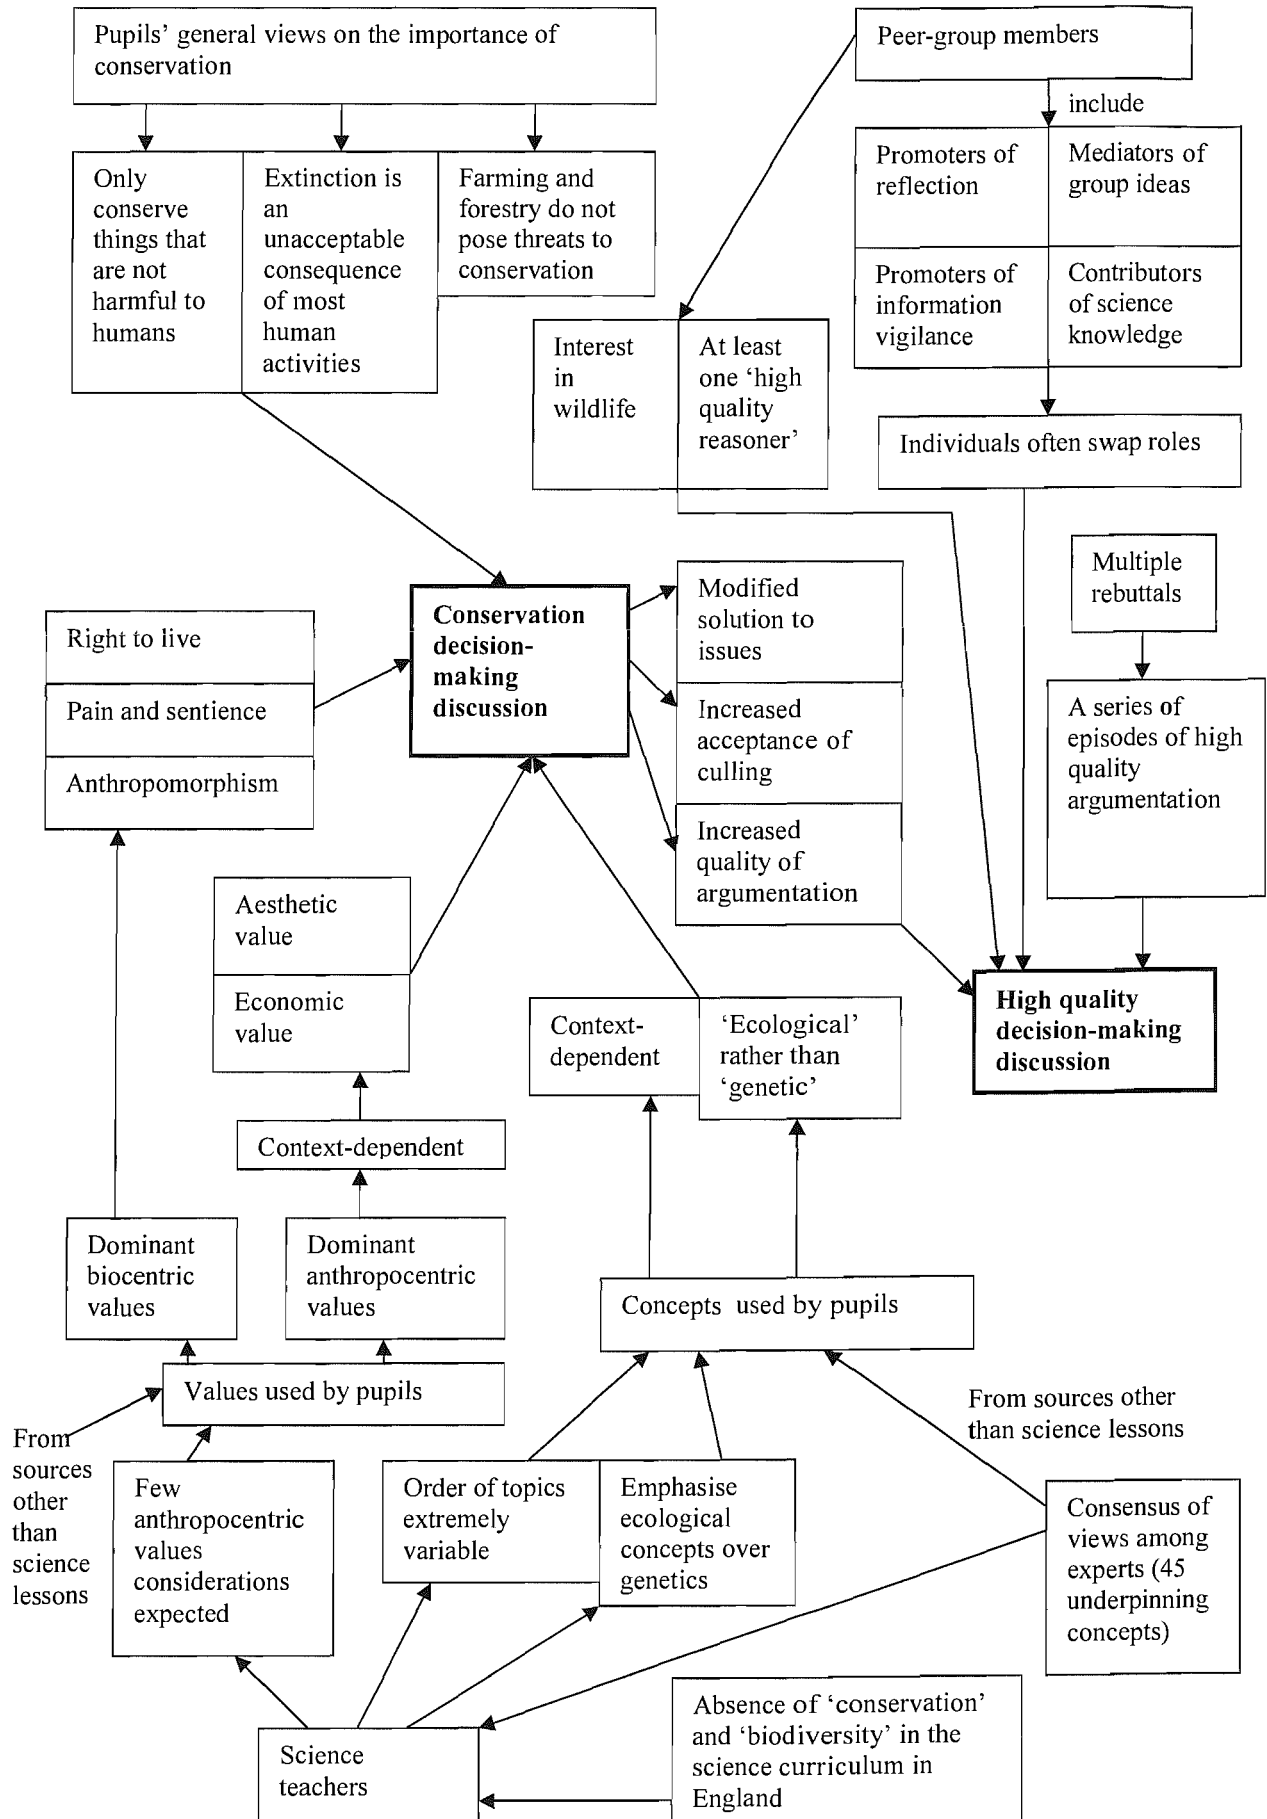 Pupils' general views on the importance of
conservation
Peer-group members
include
Only
conserve
things that
are not
harmful to
humans
Extinction is
an
unacceptable
consequence
of most
human
activities
Farming and
forestry do not
pose threats to
conservation
Promoters of
reflection
Mediators of
group ideas
Promoters of
information
vigilance
Contributors
of science
knowledge
Interest
in
wildlife
At least
one ‘high
quality
reasoner’
Individuals often swap roles
Multiple
rebuttals
Conservation
decision-
making
discussion
Modified
solution to
issues
Increased
acceptance of
culling
Increased
quality of
argumentation
Right to live
Pain and sentience
Anthropomorphism
A series of
episodes of high
quality
argumentation
Aesthetic
value
Economic
value
Context-
dependent
‘Ecological’
rather than
‘genetic’
High quality
decision-making
discussion
Context-dependent
Dominant
biocentric
values
Dominant
anthropocentric
values
Concepts used by pupils
Values used by pupils
From
sources
other
than
science
lessons
From sources other
than science lessons
Few
anthropocentric
values
considerations
expected
Order of topics
extremely
variable
Emphasise
ecological
concepts over
genetics
Consensus of
views among
experts (45
underpinning
concepts)
Science
teachers
Absence of ‘conservation’
and ‘biodiversity’ in the
science curriculum in
England